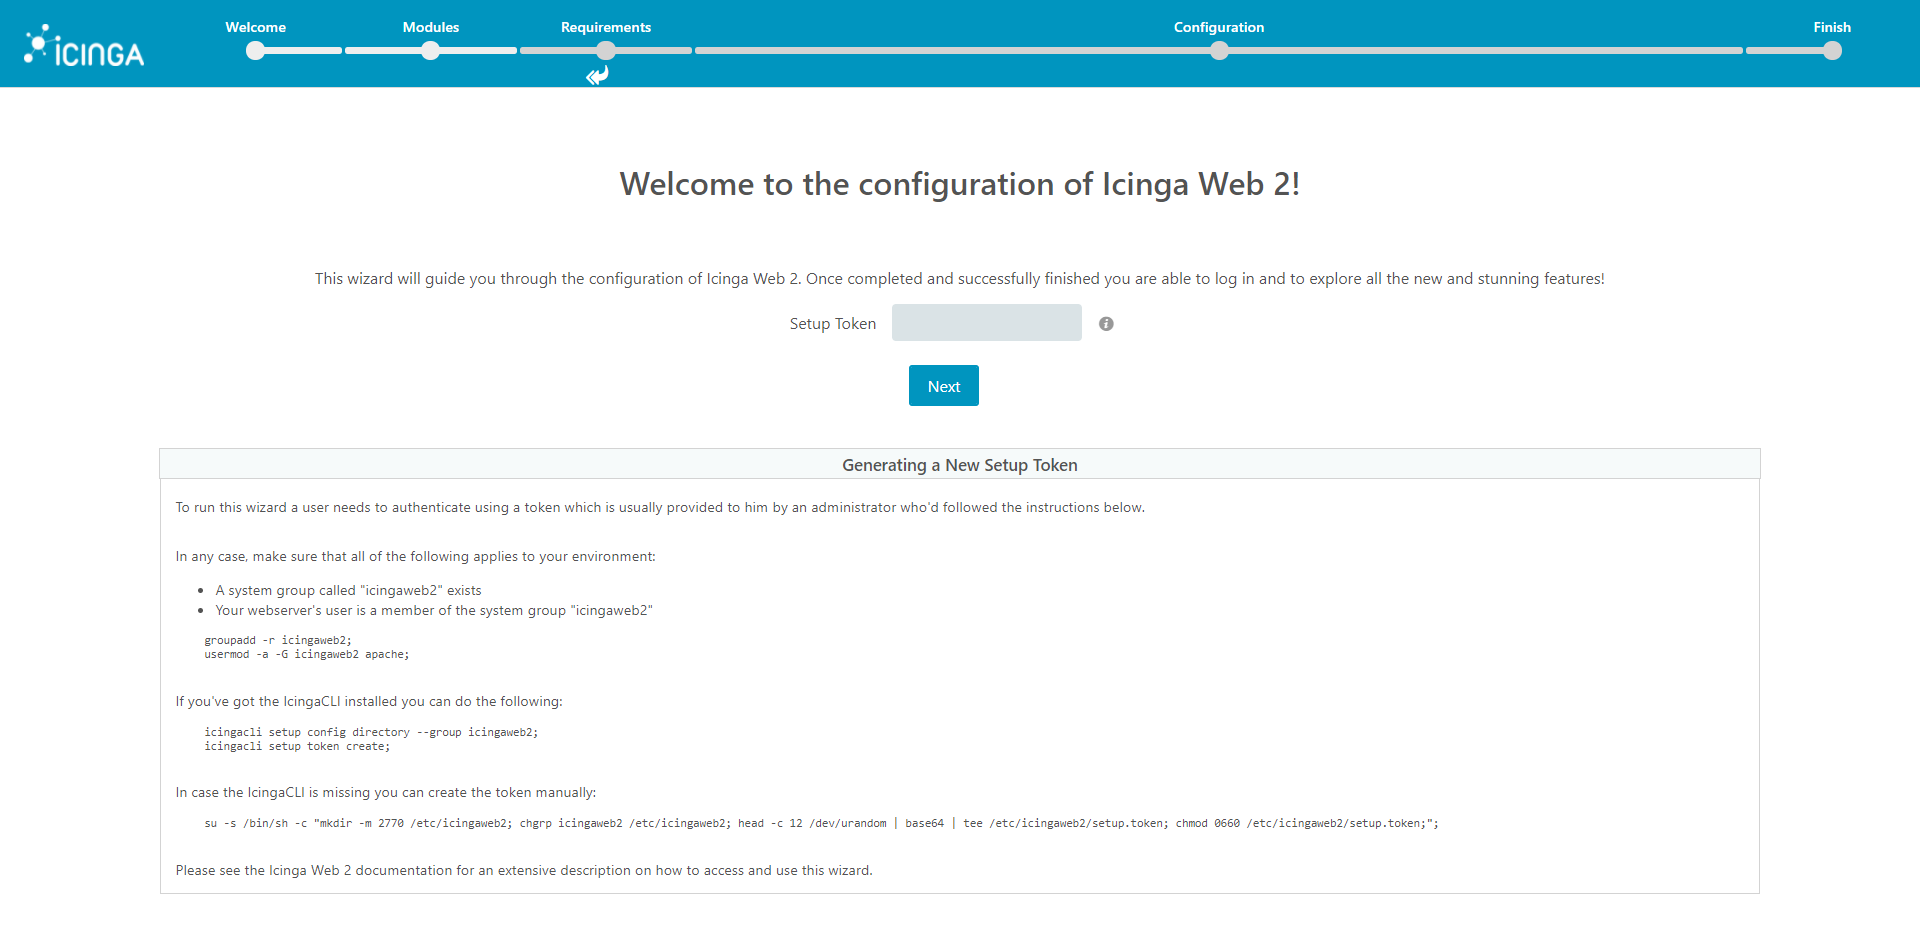 Welcome
Modules
Requirements
Configuration
Finish
ICINGA
Welcome to the configuration of Icinga Web 2!
This wizard will guide you through the configuration of Icinga Web 2. Once completed and successfully finished you are able to log in and to explore all the new and stunning features!
Setup Token
Next
Generating a New Setup Token
To run this wizard a user needs to authenticate using a token which is usually provided to him by an administrator who'd followed the instructions below.
In any case, make sure that all of the following applies to your environment:
• A system group called "icingaweb2" exists
• Your webserver's user is a member of the system group "icingaweb2"
groupadd -r icingaweb2;
usermod -a -G icingaweb2 apache;
If you've got the IcingaCLI installed you can do the following:
icingacli setup config directory --group icingaweb2;
icingacli setup token create;
In case the IcingaCLI is missing you can create the token manually:
su -s /bin/sh -c "mkdir -m 2770 /etc/icingaweb2; chgrp icingaweb2 /etc/icingaweb2; head -c 12 /dev/urandom | base64 | tee /etc/icingaweb2/setup.token; chmod 0660 /etc/icingaweb2/setup.token;";
Please see the Icinga Web 2 documentation for an extensive description on how to access and use this wizard.